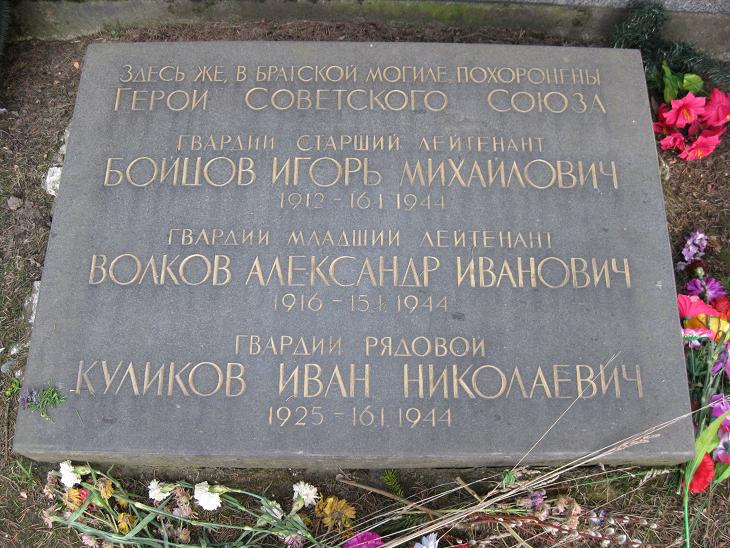 ЗДЕСЬ ЖЕ, В БРАТСКОЙ МОГИЛЕ, ПОХОРОНЕНЫ
ГЕРОИ СОВЕТСКОГО СОЮЗА
ГВАРДИИ СТАРШИЙ ЛЕЙТЕНАНТ
БОЙЦОВ ИГОРЬ МИХАЙЛОВИЧ
1912 - 16.I.1944
ГВАРДИИ МЛАДШИЙ ЛЕЙТЕНАНТ
ВОЛКОВ АЛЕКСАНДР ИВАНОВИЧ
1916 - 15.I.1944
ГВАРДИИ РЯДОВОЙ
КУЛИКОВ ИВАН НИКОЛАЕВИЧ
1925 - 16.I.1944